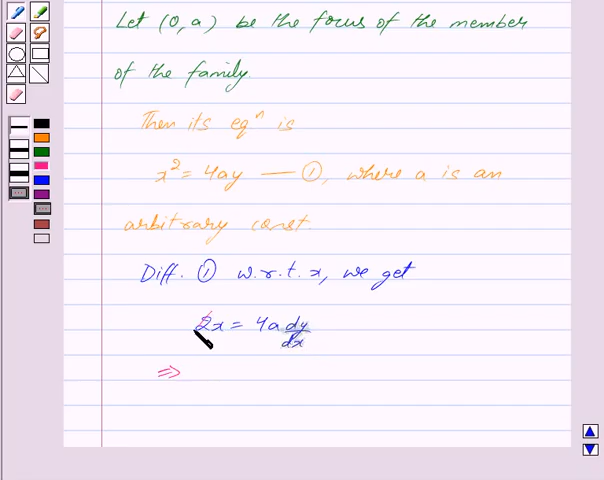 Let (0, a) be the focus of the member
of the family.
Then its eqⁿ is
x² = 4ay — ①, where a is an
arbitrary const.
Diff. ① w.r.t. x, we get
2x = 4a dy/dx
⇒